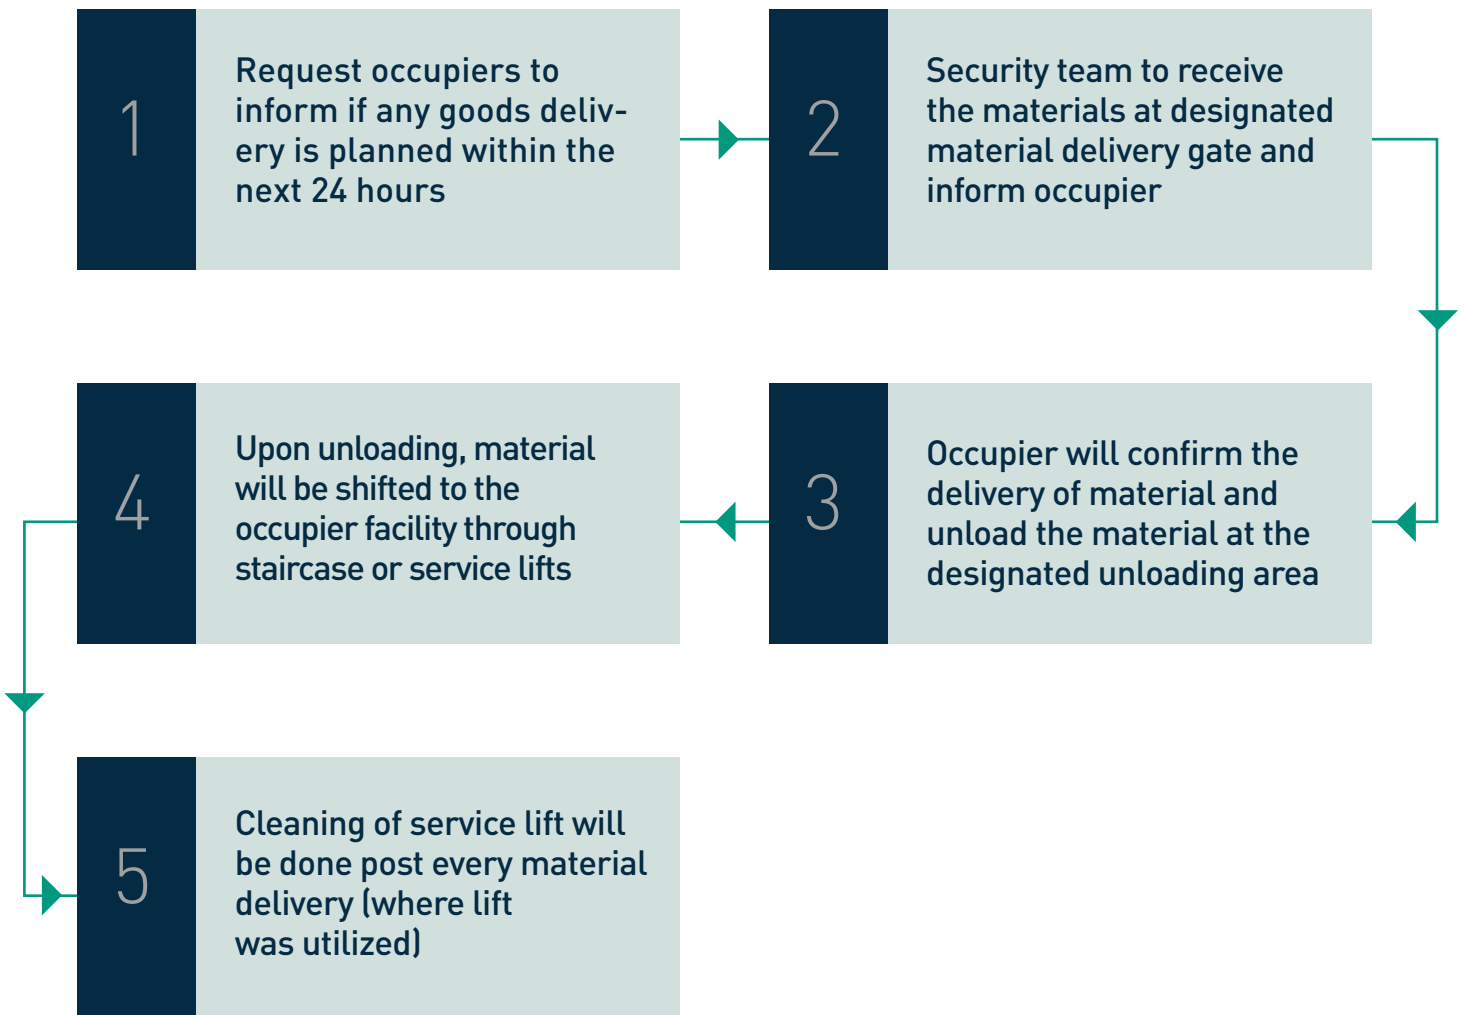 1
Request occupiers to
inform if any goods deliv-
ery is planned within the
next 24 hours
2
Security team to receive
the materials at designated
material delivery gate and
inform occupier
3
Occupier will confirm the
delivery of material and
unload the material at the
designated unloading area
4
Upon unloading, material
will be shifted to the
occupier facility through
staircase or service lifts
5
Cleaning of service lift will
be done post every material
delivery (where lift
was utilized)